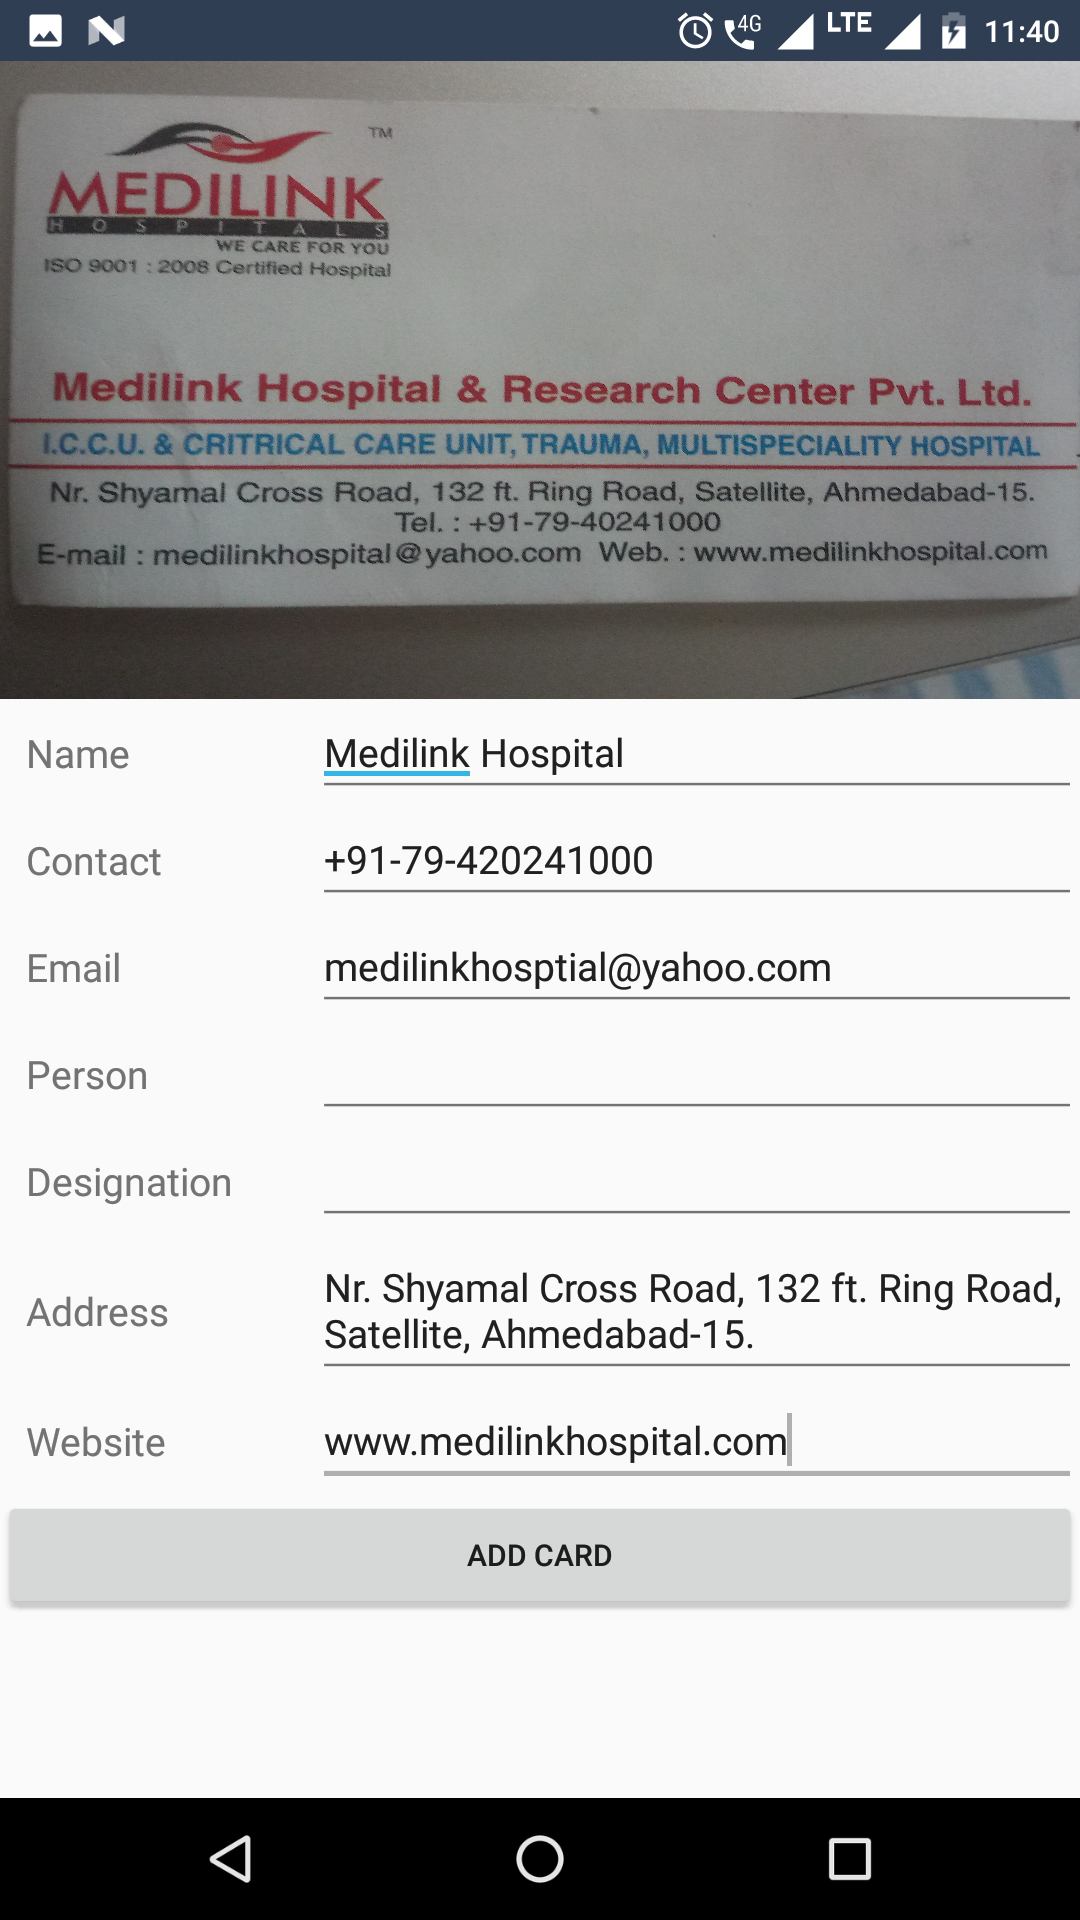 4G LTE 11:40
TM
MEDILINK
HOSPITALS
WE CARE FOR YOU
ISO 9001 : 2008 Certified Hospital
Medilink Hospital & Research Center Pvt. Ltd.
I.C.C.U. & CRITRICAL CARE UNIT, TRAUMA, MULTISPECIALITY HOSPITAL
Nr. Shyamal Cross Road, 132 ft. Ring Road, Satellite, Ahmedabad-15.
Tel. : +91-79-40241000
E-mail : medilinkhospital@yahoo.com Web. : www.medilinkhospital.com
Name Medilink Hospital
Contact +91-79-420241000
Email medilinkhosptial@yahoo.com
Person
Designation
Address Nr. Shyamal Cross Road, 132 ft. Ring Road,
Satellite, Ahmedabad-15.
Website www.medilinkhospital.com
ADD CARD